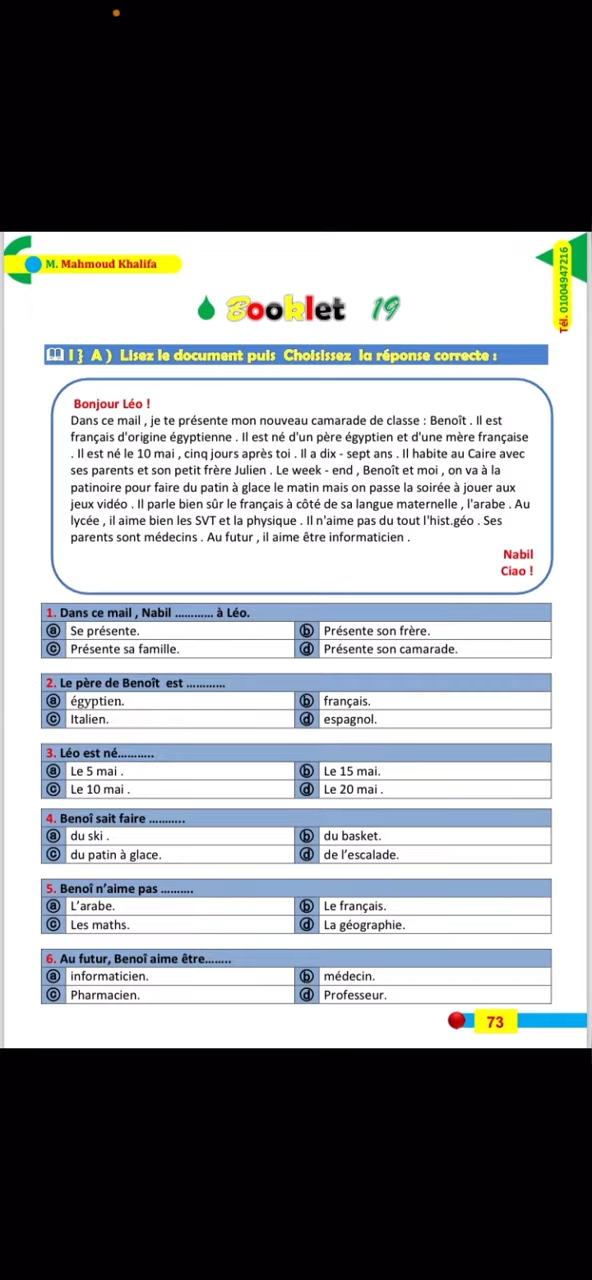 M. Mahmoud Khalifa
Tél. 01004947216
Booklet 19
I } A ) Lisez le document puis Choisissez la réponse correcte :
Bonjour Léo !
Dans ce mail , je te présente mon nouveau camarade de classe : Benoît . Il est
français d'origine égyptienne . Il est né d'un père égyptien et d'une mère française
. Il est né le 10 mai , cinq jours après toi . Il a dix - sept ans . Il habite au Caire avec
ses parents et son petit frère Julien . Le week - end , Benoît et moi , on va à la
patinoire pour faire du patin à glace le matin mais on passe la soirée à jouer aux
jeux vidéo . Il parle bien sûr le français à côté de sa langue maternelle , l'arabe . Au
lycée , il aime bien les SVT et la physique . Il n'aime pas du tout l'hist.géo . Ses
parents sont médecins . Au futur , il aime être informaticien .
Nabil
Ciao !
1. Dans ce mail , Nabil ............ à Léo.
ⓐ Se présente. ⓑ Présente son frère.
ⓒ Présente sa famille. ⓓ Présente son camarade.
2. Le père de Benoît est ............
ⓐ égyptien. ⓑ français.
ⓒ Italien. ⓓ espagnol.
3. Léo est né...........
ⓐ Le 5 mai . ⓑ Le 15 mai.
ⓒ Le 10 mai . ⓓ Le 20 mai .
4. Benoî sait faire ...........
ⓐ du ski . ⓑ du basket.
ⓒ du patin à glace. ⓓ de l’escalade.
5. Benoî n’aime pas ..........
ⓐ L’arabe. ⓑ Le français.
ⓒ Les maths. ⓓ La géographie.
6. Au futur, Benoî aime être........
ⓐ informaticien. ⓑ médecin.
ⓒ Pharmacien. ⓓ Professeur.
73